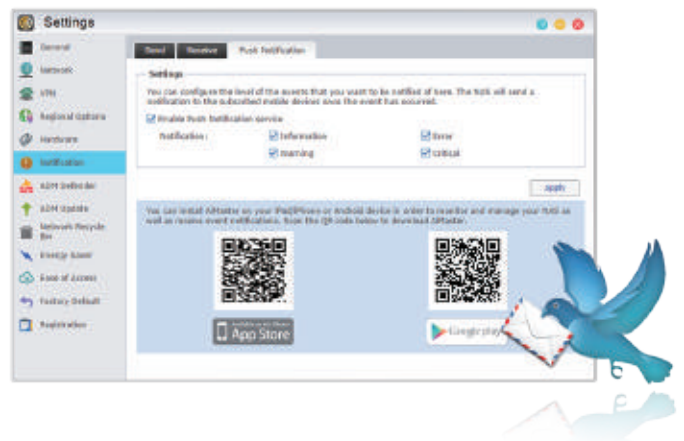 Settings
General
Network
VPN
Regional Options
Hardware
Notification
ADM Defender
ADM Update
Network Recycle
Bin
Energy Saver
Ease of Access
Factory Default
Registration
Send Receive Push Notification
Settings
You can configure the level of the events that you want to be notified of here. The NAS will send a
notification to the subscribed mobile devices once the event has occurred.
Enable Push Notification service
Notification: Information Error
Warning Critical
Apply
You can install AiMaster on your iPad/iPhone or Android device in order to monitor and manage your NAS as
well as receive event notifications. Scan the QR code below to download AiMaster.
App Store
Google play